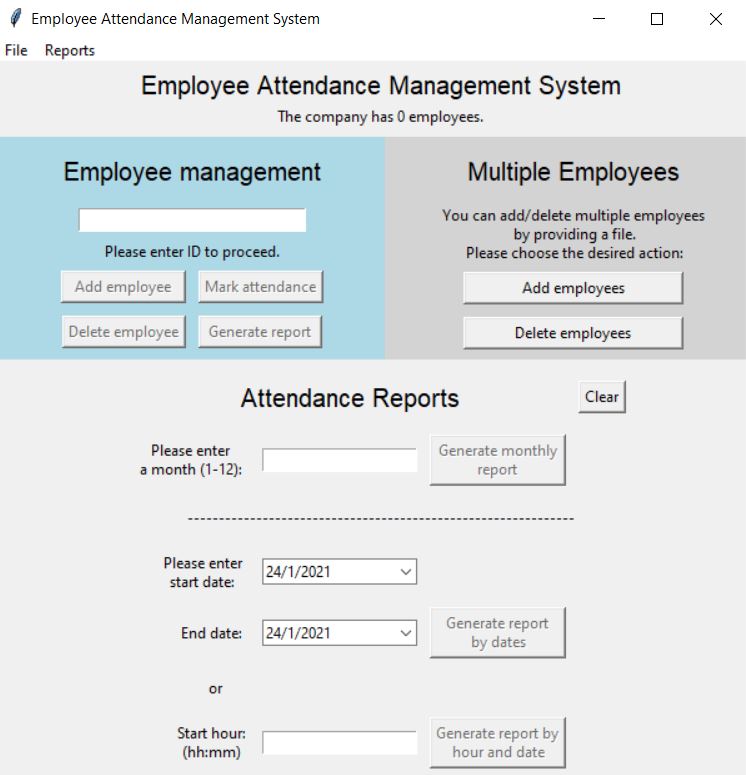 Employee Attendance Management System
File Reports
Employee Attendance Management System
The company has 0 employees.
Employee management
Please enter ID to proceed.
Add employee Mark attendance
Delete employee Generate report
Multiple Employees
You can add/delete multiple employees
by providing a file.
Please choose the desired action:
Add employees
Delete employees
Attendance Reports
Clear
Please enter
a month (1-12):
Generate monthly
report
Please enter
start date:
24/1/2021
End date:
24/1/2021
Generate report
by dates
or
Start hour:
(hh:mm)
Generate report by
hour and date